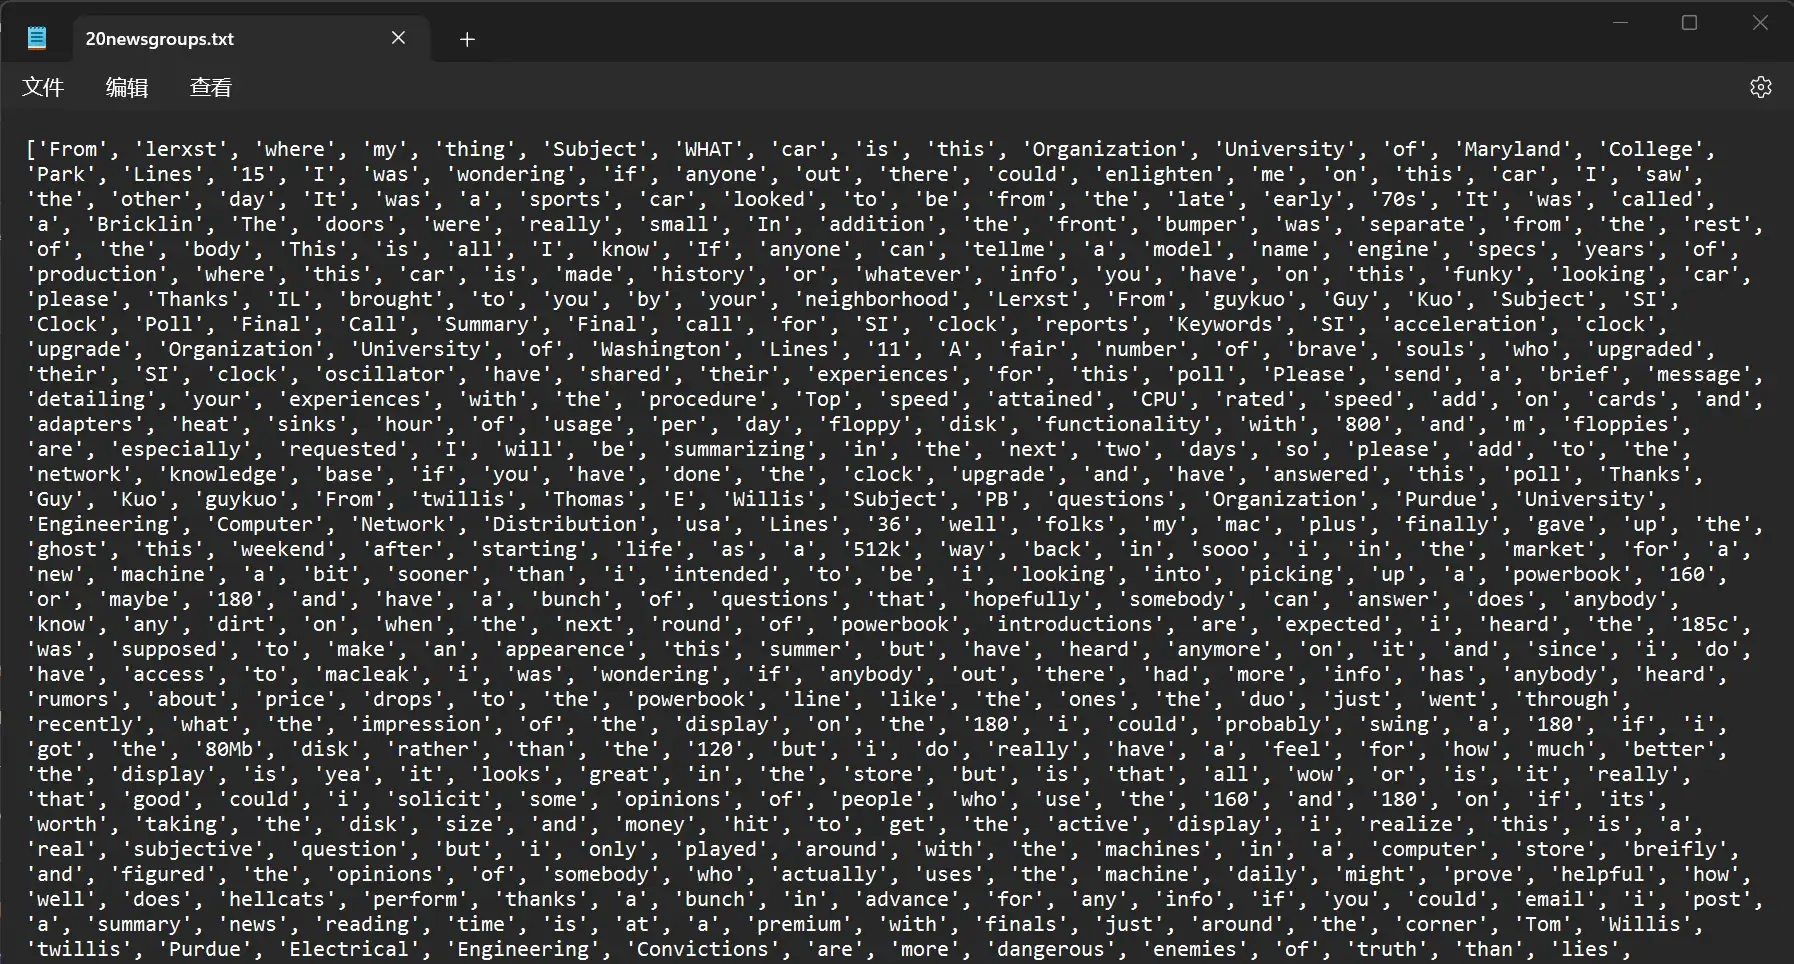 20newsgroups.txt
文件 编辑 查看
['From', 'lerxst', 'where', 'my', 'thing', 'Subject', 'WHAT', 'car', 'is', 'this', 'Organization', 'University', 'of', 'Maryland', 'College',
'Park', 'Lines', '15', 'I', 'was', 'wondering', 'if', 'anyone', 'out', 'there', 'could', 'enlighten', 'me', 'on', 'this', 'car', 'I', 'saw',
'the', 'other', 'day', 'It', 'was', 'a', 'sports', 'car', 'looked', 'to', 'be', 'from', 'the', 'late', 'early', '70s', 'It', 'was', 'called',
'a', 'Bricklin', 'The', 'doors', 'were', 'really', 'small', 'In', 'addition', 'the', 'front', 'bumper', 'was', 'separate', 'from', 'the', 'rest',
'of', 'the', 'body', 'This', 'is', 'all', 'I', 'know', 'If', 'anyone', 'can', 'tellme', 'a', 'model', 'name', 'engine', 'specs', 'years', 'of',
'production', 'where', 'this', 'car', 'is', 'made', 'history', 'or', 'whatever', 'info', 'you', 'have', 'on', 'this', 'funky', 'looking', 'car',
'please', 'Thanks', 'IL', 'brought', 'to', 'you', 'by', 'your', 'neighborhood', 'Lerxst', 'From', 'guykuo', 'Guy', 'Kuo', 'Subject', 'SI',
'Clock', 'Poll', 'Final', 'Call', 'Summary', 'Final', 'call', 'for', 'SI', 'clock', 'reports', 'Keywords', 'SI', 'acceleration', 'clock',
'upgrade', 'Organization', 'University', 'of', 'Washington', 'Lines', '11', 'A', 'fair', 'number', 'of', 'brave', 'souls', 'who', 'upgraded',
'their', 'SI', 'clock', 'oscillator', 'have', 'shared', 'their', 'experiences', 'for', 'this', 'poll', 'Please', 'send', 'a', 'brief', 'message',
'detailing', 'your', 'experiences', 'with', 'the', 'procedure', 'Top', 'speed', 'attained', 'CPU', 'rated', 'speed', 'add', 'on', 'cards', 'and',
'adapters', 'heat', 'sinks', 'hour', 'of', 'usage', 'per', 'day', 'floppy', 'disk', 'functionality', 'with', '800', 'and', 'm', 'floppies',
'are', 'especially', 'requested', 'I', 'will', 'be', 'summarizing', 'in', 'the', 'next', 'two', 'days', 'so', 'please', 'add', 'to', 'the',
'network', 'knowledge', 'base', 'if', 'you', 'have', 'done', 'the', 'clock', 'upgrade', 'and', 'have', 'answered', 'this', 'poll', 'Thanks',
'Guy', 'Kuo', 'guykuo', 'From', 'twillis', 'Thomas', 'E', 'Willis', 'Subject', 'PB', 'questions', 'Organization', 'Purdue', 'University',
'Engineering', 'Computer', 'Network', 'Distribution', 'usa', 'Lines', '36', 'well', 'folks', 'my', 'mac', 'plus', 'finally', 'gave', 'up', 'the',
'ghost', 'this', 'weekend', 'after', 'starting', 'life', 'as', 'a', '512k', 'way', 'back', 'in', 'sooo', 'i', 'in', 'the', 'market', 'for', 'a',
'new', 'machine', 'a', 'bit', 'sooner', 'than', 'i', 'intended', 'to', 'be', 'i', 'looking', 'into', 'picking', 'up', 'a', 'powerbook', '160',
'or', 'maybe', '180', 'and', 'have', 'a', 'bunch', 'of', 'questions', 'that', 'hopefully', 'somebody', 'can', 'answer', 'does', 'anybody',
'know', 'any', 'dirt', 'on', 'when', 'the', 'next', 'round', 'of', 'powerbook', 'introductions', 'are', 'expected', 'i', 'heard', 'the', '185c',
'was', 'supposed', 'to', 'make', 'an', 'appearence', 'this', 'summer', 'but', 'have', 'heard', 'anymore', 'on', 'it', 'and', 'since', 'i', 'do',
'have', 'access', 'to', 'macleak', 'i', 'was', 'wondering', 'if', 'anybody', 'out', 'there', 'had', 'more', 'info', 'has', 'anybody', 'heard',
'rumors', 'about', 'price', 'drops', 'to', 'the', 'powerbook', 'line', 'like', 'the', 'ones', 'the', 'duo', 'just', 'went', 'through',
'recently', 'what', 'the', 'impression', 'of', 'the', 'display', 'on', 'the', '180', 'i', 'could', 'probably', 'swing', 'a', '180', 'if', 'i',
'got', 'the', '80Mb', 'disk', 'rather', 'than', 'the', '120', 'but', 'i', 'do', 'really', 'have', 'a', 'feel', 'for', 'how', 'much', 'better',
'the', 'display', 'is', 'yea', 'it', 'looks', 'great', 'in', 'the', 'store', 'but', 'is', 'that', 'all', 'wow', 'or', 'is', 'it', 'really',
'that', 'good', 'could', 'i', 'solicit', 'some', 'opinions', 'of', 'people', 'who', 'use', 'the', '160', 'and', '180', 'on', 'if', 'its',
'worth', 'taking', 'the', 'disk', 'size', 'and', 'money', 'hit', 'to', 'get', 'the', 'active', 'display', 'i', 'realize', 'this', 'is', 'a',
'real', 'subjective', 'question', 'but', 'i', 'only', 'played', 'around', 'with', 'the', 'machines', 'in', 'a', 'computer', 'store', 'breifly',
'and', 'figured', 'the', 'opinions', 'of', 'somebody', 'who', 'actually', 'uses', 'the', 'machine', 'daily', 'might', 'prove', 'helpful', 'how',
'well', 'does', 'hellcats', 'perform', 'thanks', 'a', 'bunch', 'in', 'advance', 'for', 'any', 'info', 'if', 'you', 'could', 'email', 'i', 'post',
'a', 'summary', 'news', 'reading', 'time', 'is', 'at', 'a', 'premium', 'with', 'finals', 'just', 'around', 'the', 'corner', 'Tom', 'Willis',
'twillis', 'Purdue', 'Electrical', 'Engineering', 'Convictions', 'are', 'more', 'dangerous', 'enemies', 'of', 'truth', 'than', 'lies',